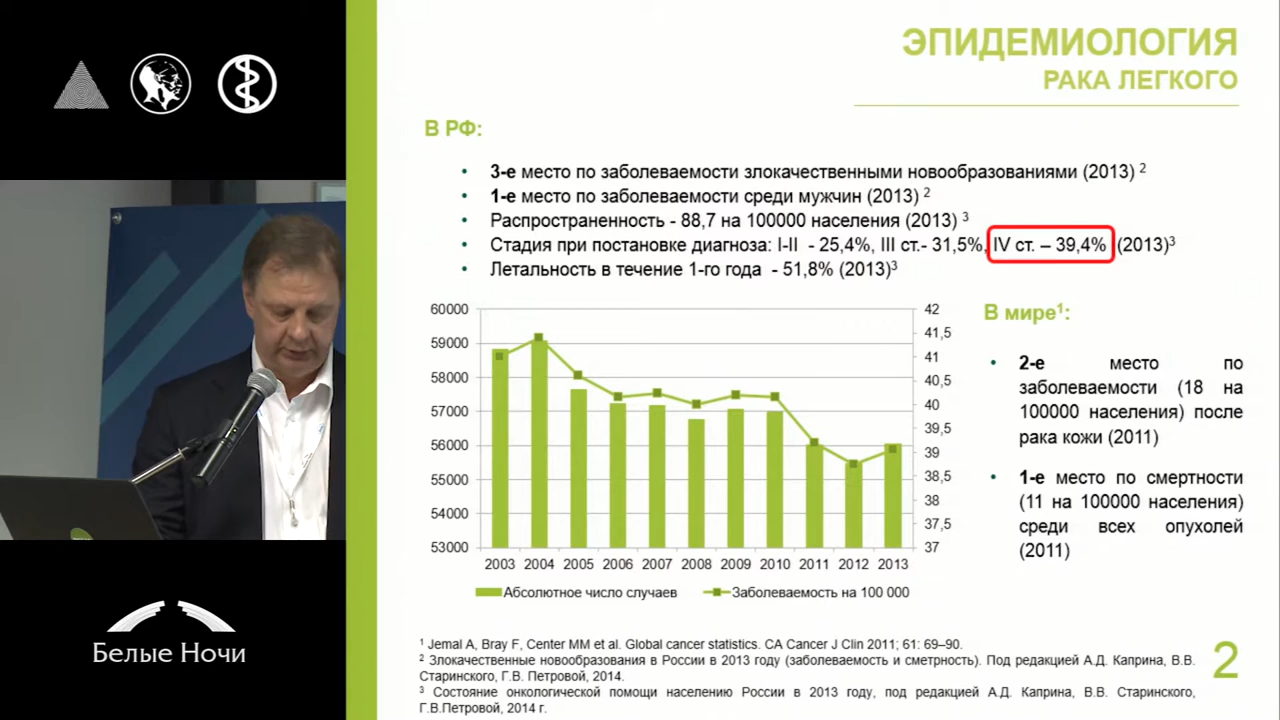 ЭПИДЕМИОЛОГИЯ
РАКА ЛЕГКОГО
В РФ:
• 3-е место по заболеваемости злокачественными новообразованиями (2013) 2
• 1-е место по заболеваемости среди мужчин (2013) 2
• Распространенность - 88,7 на 100000 населения (2013) 3
• Стадия при постановке диагноза: I-II - 25,4%, III ст.- 31,5%, IV ст. – 39,4% (2013)3
• Летальность в течение 1-го года - 51,8% (2013)3
60000
59000
58000
57000
56000
55000
54000
53000
42
41,5
41
40,5
40
39,5
39
38,5
38
37,5
37
2003 2004 2005 2006 2007 2008 2009 2010 2011 2012 2013
Абсолютное число случаев Заболеваемость на 100 000
В мире1:
• 2-е место по
заболеваемости (18 на
100000 населения) после
рака кожи (2011)
• 1-е место по смертности
(11 на 100000 населения)
среди всех опухолей
(2011)
1 Jemal A, Bray F, Center MM et al. Global cancer statistics. CA Cancer J Clin 2011; 61: 69–90.
2 Злокачественные новообразования в России в 2013 году (заболеваемость и сметрность). Под редакцией А.Д. Каприна, В.В.
Старинского, Г.В. Петровой, 2014.
3 Состояние онкологической помощи населению России в 2013 году, под редакцией А.Д. Каприна, В.В. Старинского,
Г.В.Петровой, 2014 г.
2
Белые Ночи